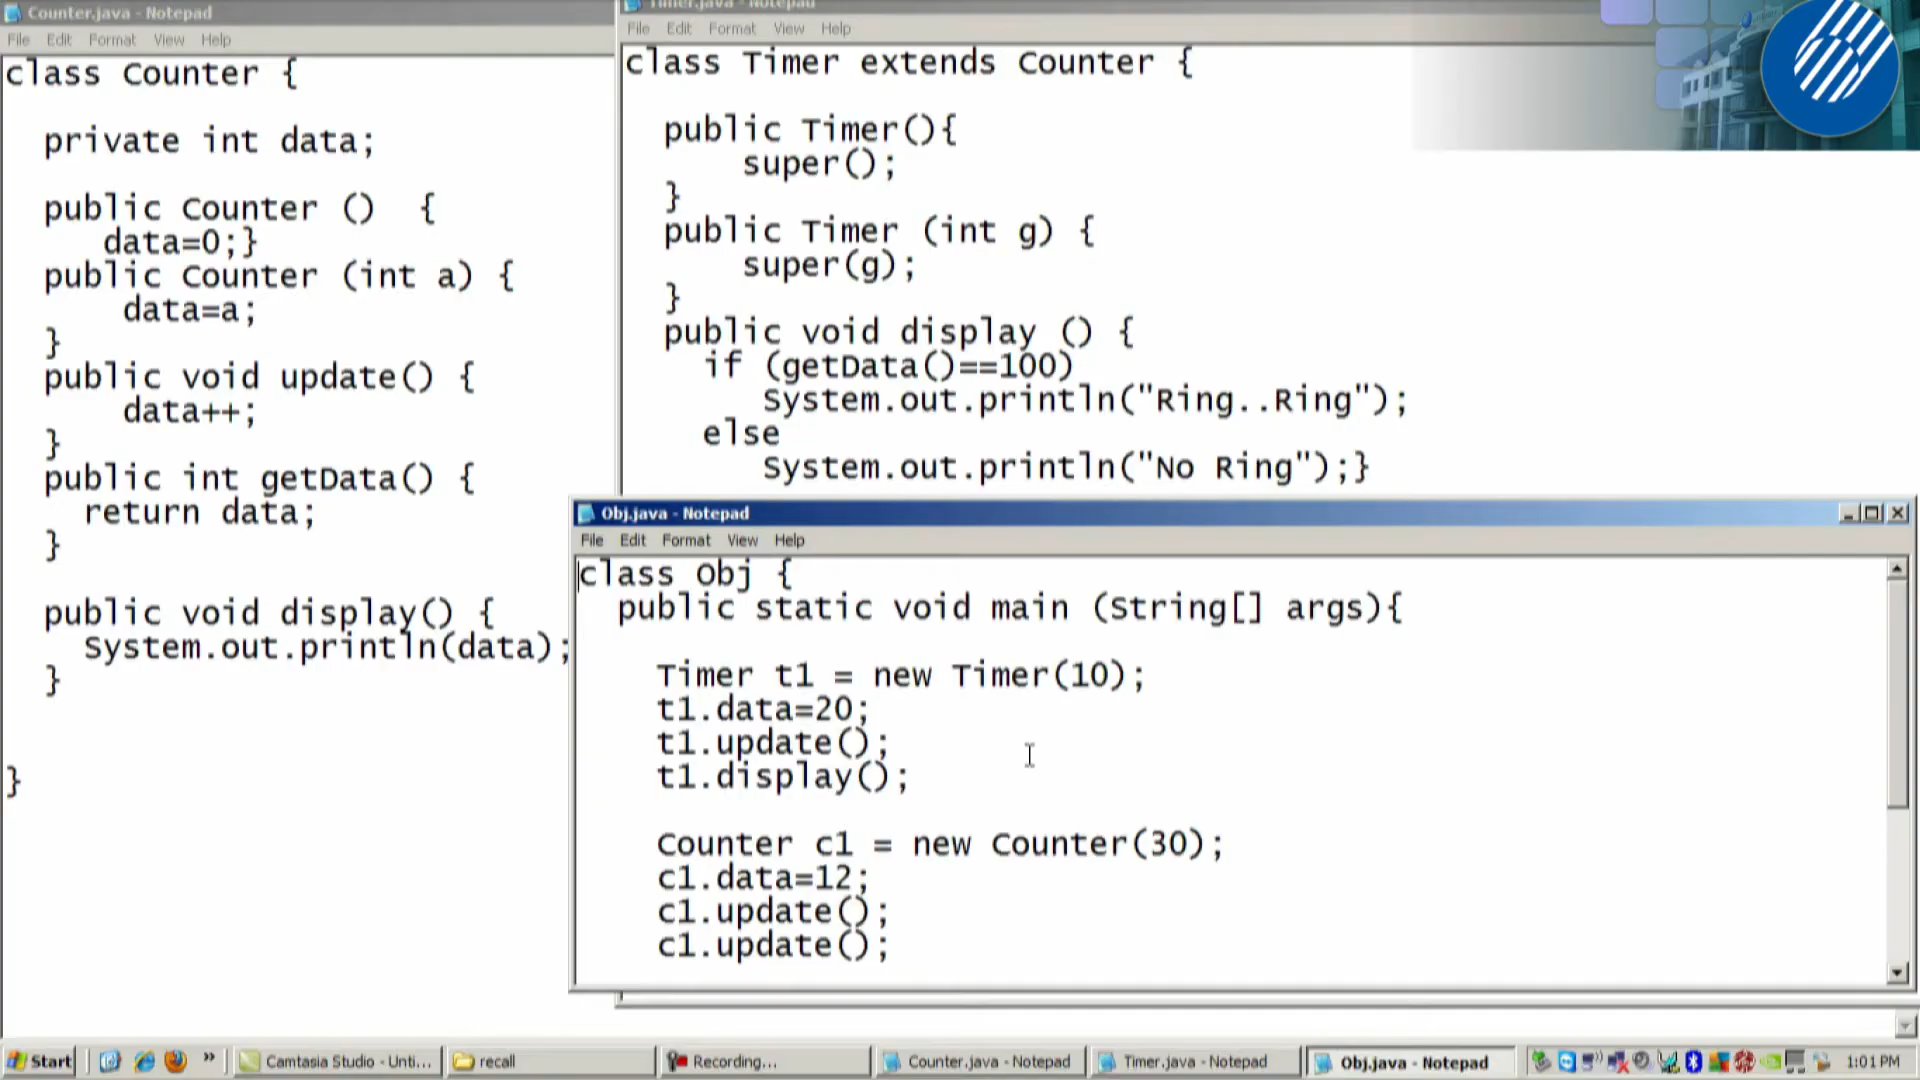 Counter.java - Notepad
File Edit Format View Help
class Counter {
private int data;
public Counter () {
data=0;}
public Counter (int a) {
data=a;
}
public void update() {
data++;
}
public int getData() {
return data;
}
public void display() {
System.out.println(data);
}
}
Timer.java - Notepad
File Edit Format View Help
class Timer extends Counter {
public Timer(){
super();
}
public Timer (int g) {
super(g);
}
public void display () {
if (getData()==100)
System.out.println("Ring..Ring");
else
System.out.println("No Ring");}
Obj.java - Notepad
File Edit Format View Help
class Obj {
public static void main (String[] args){
Timer t1 = new Timer(10);
t1.data=20;
t1.update();
t1.display();
Counter c1 = new Counter(30);
c1.data=12;
c1.update();
c1.update();
Start
»
Camtasia Studio - Unti...
recall
Recording...
Counter.java - Notepad
Timer.java - Notepad
Obj.java - Notepad
1:01 PM